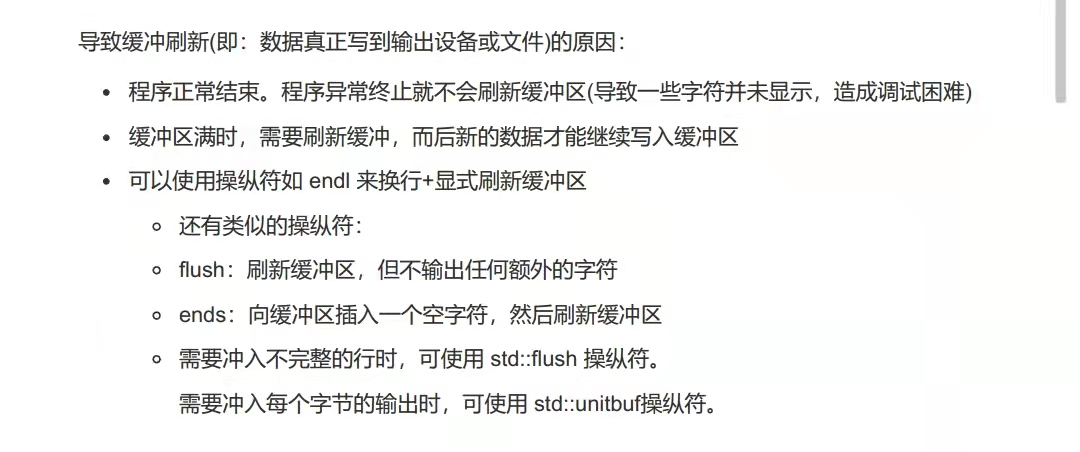 导致缓冲刷新(即：数据真正写到输出设备或文件)的原因：
• 程序正常结束。程序异常终止就不会刷新缓冲区(导致一些字符并未显示，造成调试困难)
• 缓冲区满时，需要刷新缓冲，而后新的数据才能继续写入缓冲区
• 可以使用操纵符如 endl 来换行+显式刷新缓冲区
◦ 还有类似的操纵符：
◦ flush：刷新缓冲区，但不输出任何额外的字符
◦ ends：向缓冲区插入一个空字符，然后刷新缓冲区
◦ 需要冲入不完整的行时，可使用 std::flush 操纵符。
需要冲入每个字节的输出时，可使用 std::unitbuf操纵符。